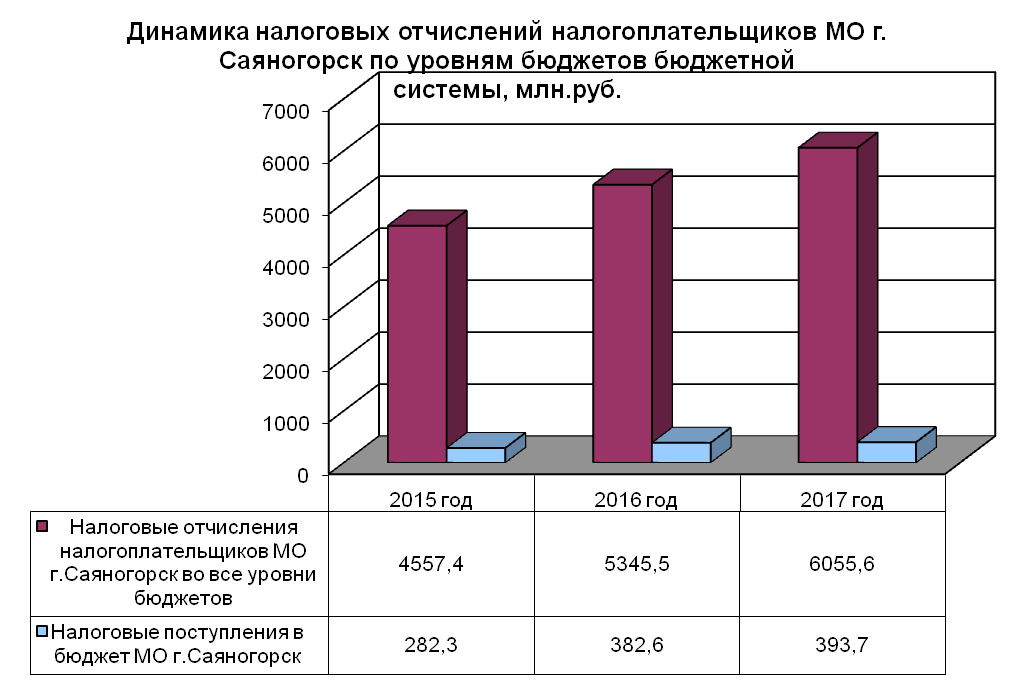 Динамика налоговых отчислений налогоплательщиков МО г.
Саяногорск по уровням бюджетов бюджетной
системы, млн.руб.
7000
6000
5000
4000
3000
2000
1000
0
2015 год 2016 год 2017 год
Налоговые отчисления
налогоплательщиков МО
г.Саяногорск во все уровни
бюджетов
4557,4 5345,5 6055,6
Налоговые поступления в
бюджет МО г.Саяногорск
282,3 382,6 393,7